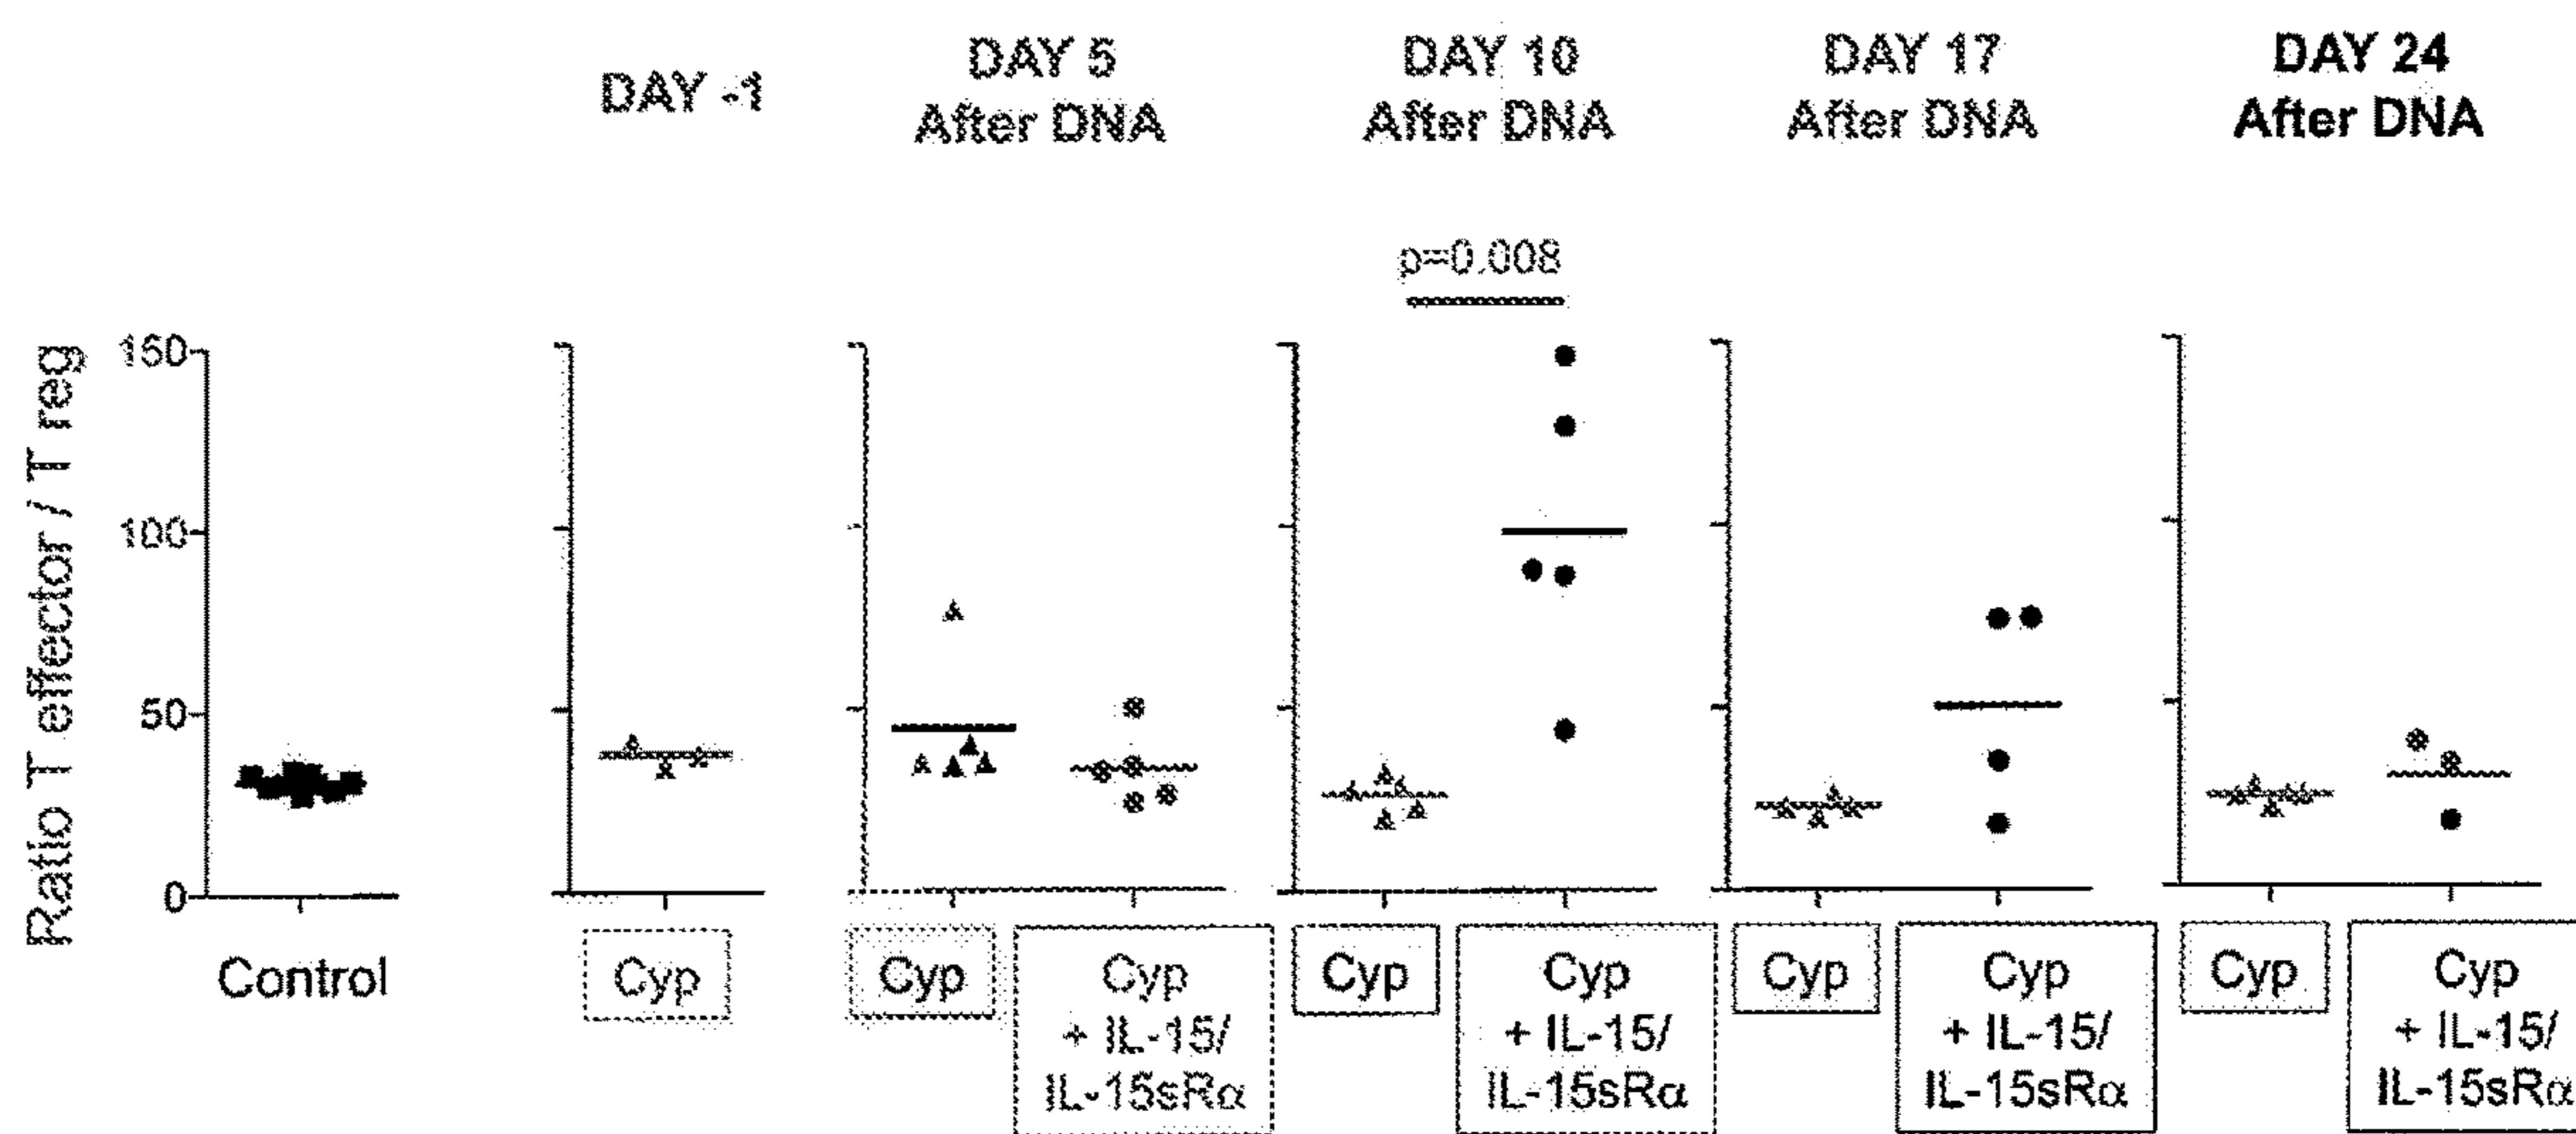 DAY -1
DAY 5
After DNA
DAY 10
After DNA
DAY 17
After DNA
DAY 24
After DNA
p=0.008
Ratio T effector / T reg
150
100
50
0
Control
Cyp
Cyp
Cyp
+ IL-15/
IL-15sRα
Cyp
Cyp
+ IL-15/
IL-15sRα
Cyp
Cyp
+ IL-15/
IL-15sRα
Cyp
Cyp
+ IL-15/
IL-15sRα